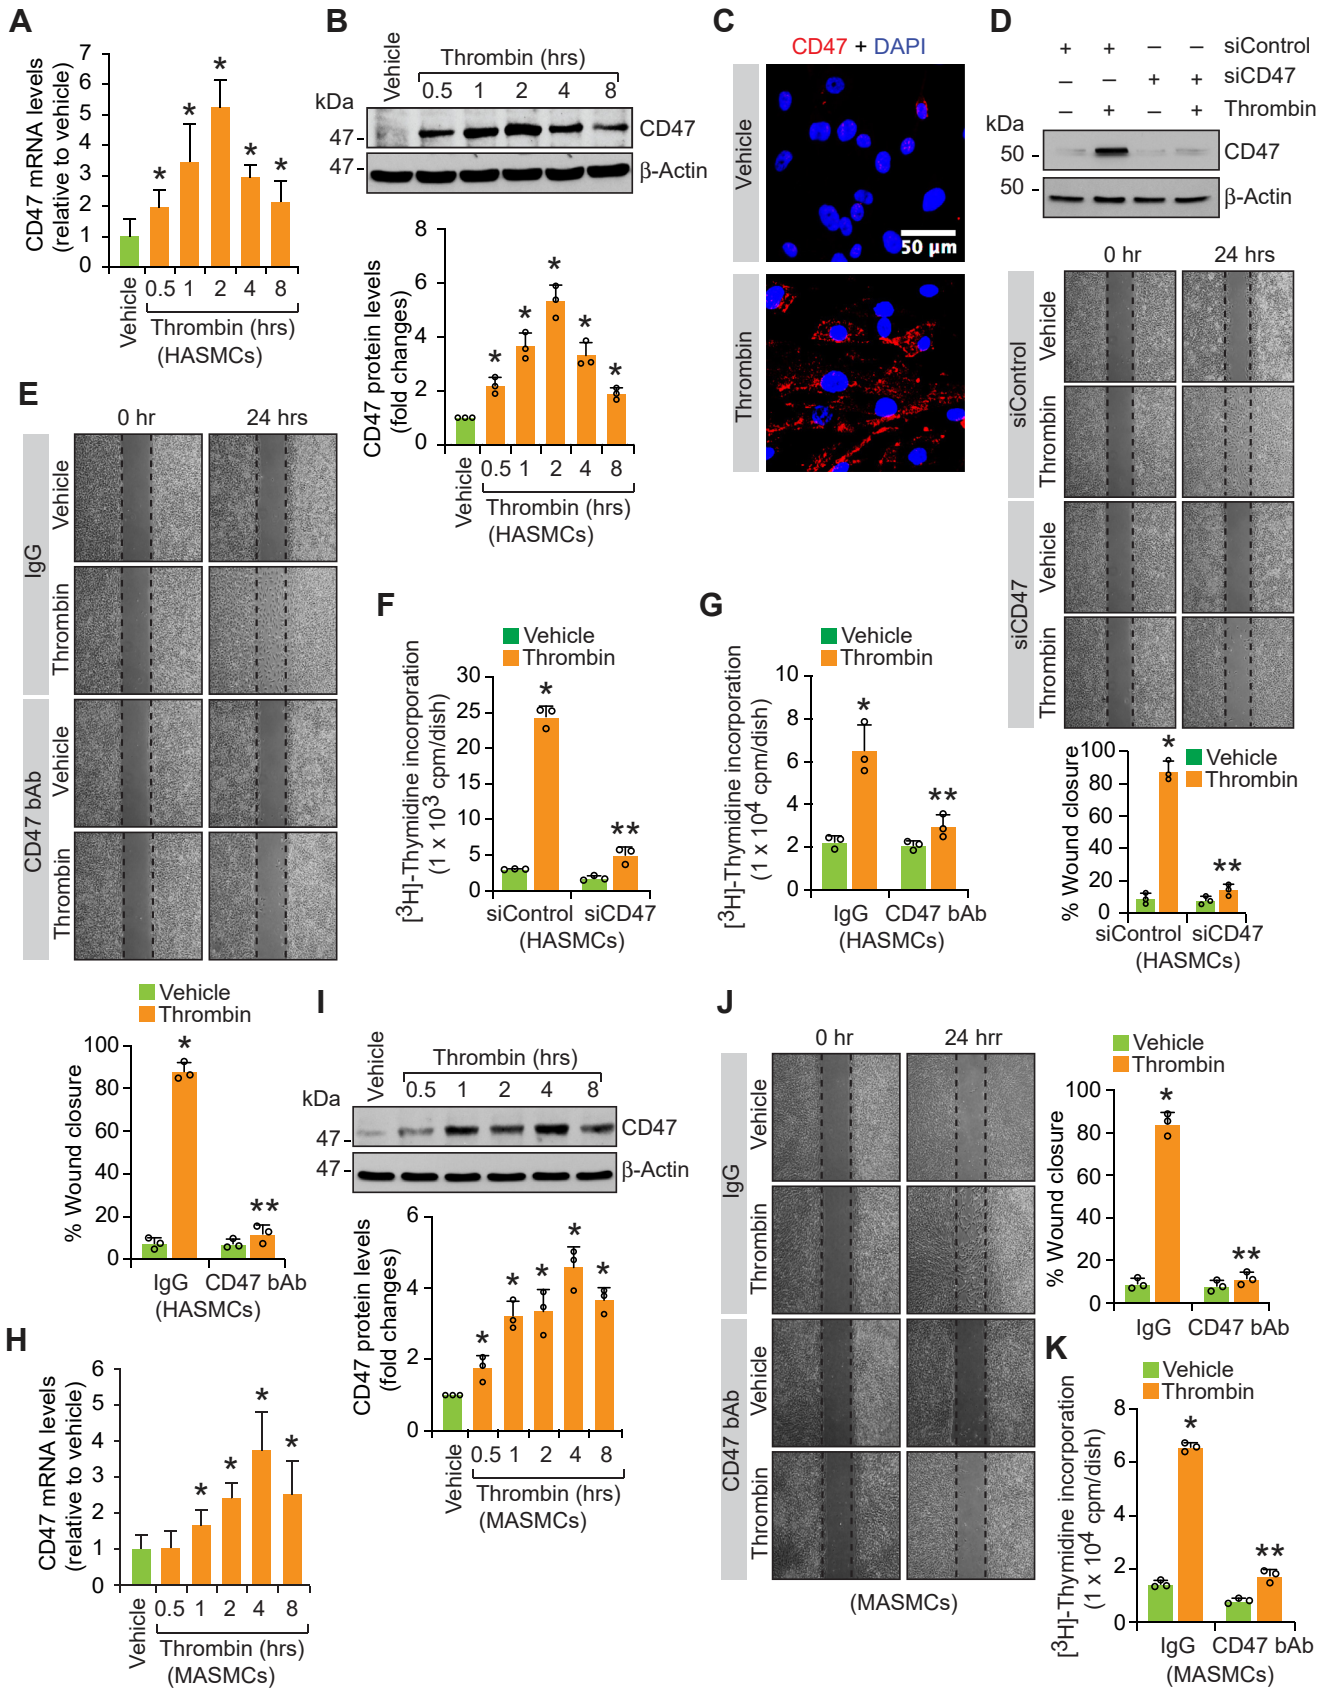 A
CD47 mRNA levels
(relative to vehicle)
7
6
5
4
3
2
1
0
* * * * *
Vehicle
0.5 1 2 4 8
Thrombin (hrs)
(HASMCs)
B
Vehicle
Thrombin (hrs)
0.5 1 2 4 8
kDa
47
CD47
47
β-Actin
CD47 protein levels
(fold changes)
8
6
4
2
0
* * * * *
Vehicle
0.5 1 2 4 8
Thrombin (hrs)
(HASMCs)
C
CD47 + DAPI
Vehicle
50 µm
Thrombin
D
+ + – – siControl
– – + + siCD47
– + – + Thrombin
kDa
50
CD47
50
β-Actin
0 hr 24 hrs
siControl
Vehicle
Thrombin
siCD47
Vehicle
Thrombin
% Wound closure
100
80
60
40
20
0
Vehicle
Thrombin
*
**
siControl siCD47
(HASMCs)
E
0 hr 24 hrs
IgG
Vehicle
Thrombin
CD47 bAb
Vehicle
Thrombin
Vehicle
Thrombin
% Wound closure
100
80
60
40
20
0
*
**
IgG CD47 bAb
(HASMCs)
F
Vehicle
Thrombin
[3H]-Thymidine incorporation
(1 x 103 cpm/dish)
30
25
20
15
10
5
0
*
**
siControl siCD47
(HASMCs)
G
Vehicle
Thrombin
[3H]-Thymidine incorporation
(1 x 104 cpm/dish)
10
8
6
4
2
0
*
**
IgG CD47 bAb
(HASMCs)
H
CD47 mRNA levels
(relative to vehicle)
6
5
4
3
2
1
0
* * * *
Vehicle
0.5 1 2 4 8
Thrombin (hrs)
(MASMCs)
I
Vehicle
Thrombin (hrs)
0.5 1 2 4 8
kDa
47
CD47
47
β-Actin
CD47 protein levels
(fold changes)
6
4
2
0
* * * * *
Vehicle
0.5 1 2 4 8
Thrombin (hrs)
(MASMCs)
J
0 hr 24 hrr
IgG
Vehicle
Thrombin
CD47 bAb
Vehicle
Thrombin
(MASMCs)
Vehicle
Thrombin
% Wound closure
100
80
60
40
20
0
*
**
IgG CD47 bAb
K
Vehicle
Thrombin
[3H]-Thymidine incorporation
(1 x 104 cpm/dish)
8
6
4
2
0
*
**
IgG CD47 bAb
(MASMCs)